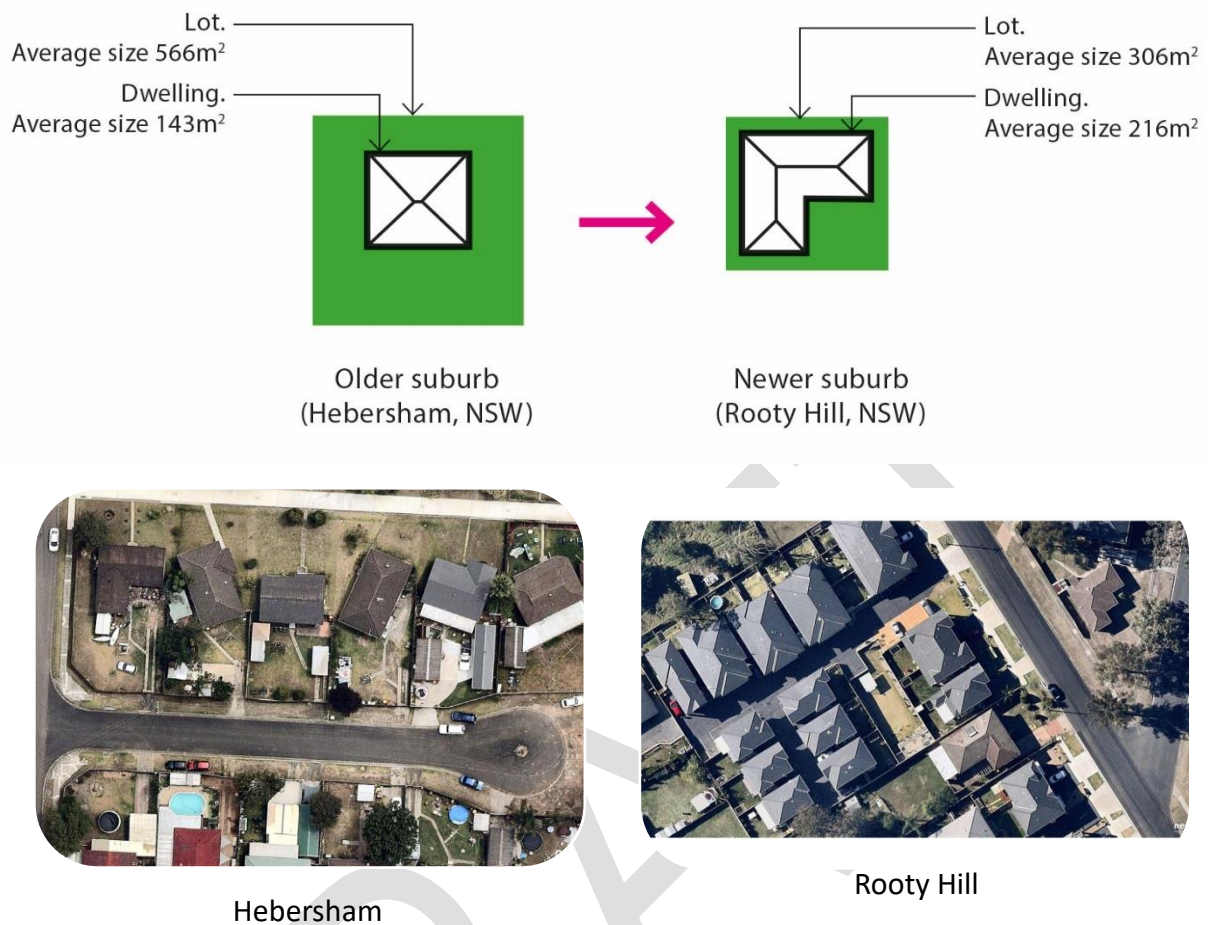 Lot.
Average size 566m²
Dwelling.
Average size 143m²
Lot.
Average size 306m²
Dwelling.
Average size 216m²
Older suburb
(Hebersham, NSW)
Newer suburb
(Rooty Hill, NSW)
Hebersham
Rooty Hill